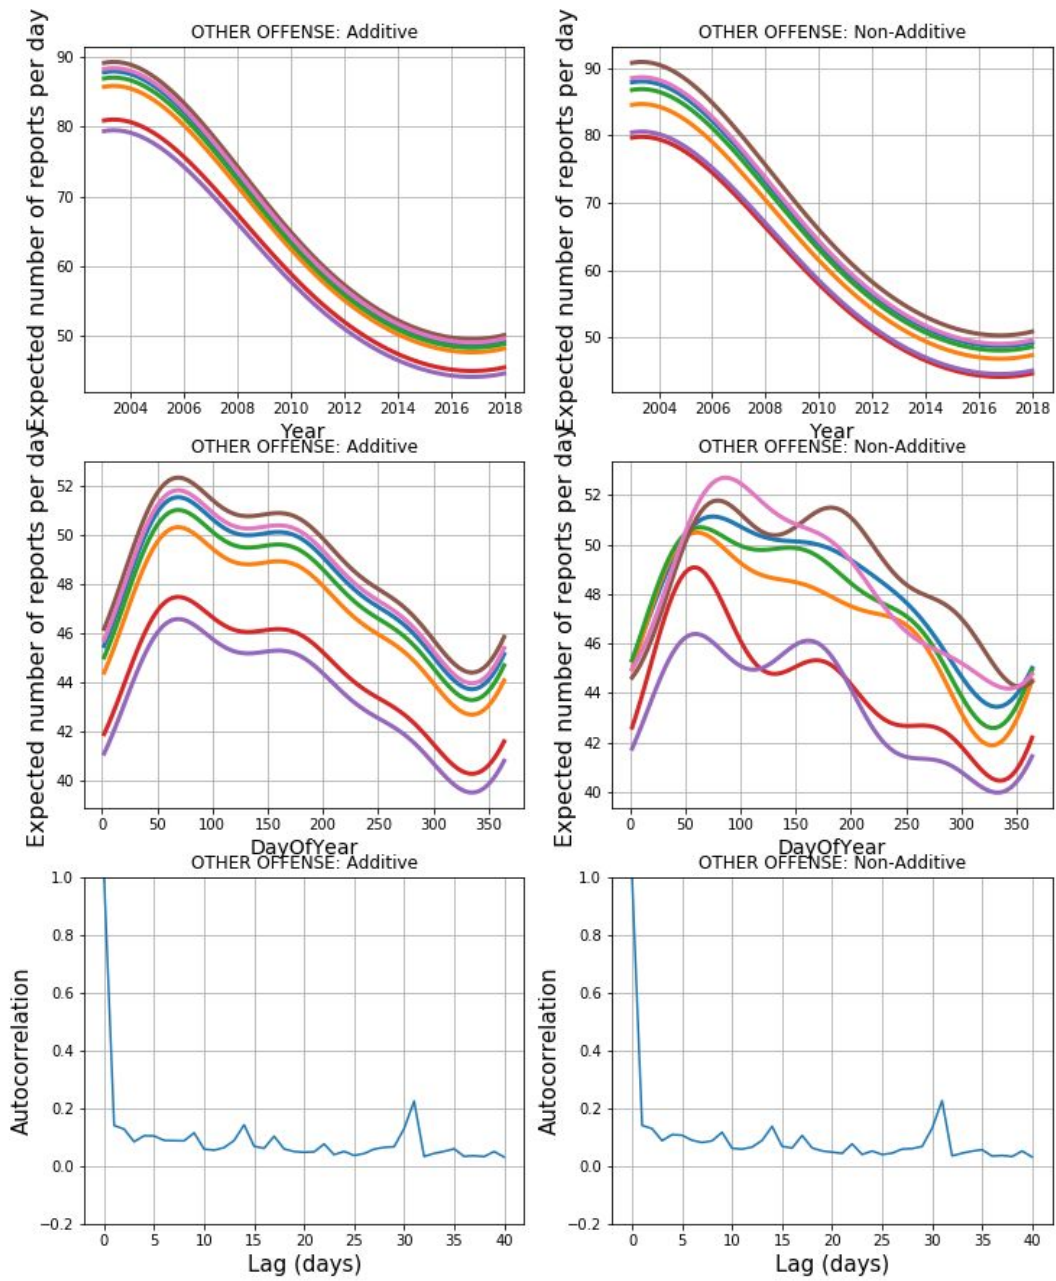 OTHER OFFENSE: Additive
Expected number of reports per day
90
80
70
60
50
2004 2006 2008 2010 2012 2014 2016 2018
Year
OTHER OFFENSE: Non-Additive
Expected number of reports per day
90
80
70
60
50
2004 2006 2008 2010 2012 2014 2016 2018
Year
OTHER OFFENSE: Additive
Expected number of reports per day
52
50
48
46
44
42
40
0 50 100 150 200 250 300 350
DayOfYear
OTHER OFFENSE: Non-Additive
Expected number of reports per day
52
50
48
46
44
42
40
0 50 100 150 200 250 300 350
DayOfYear
OTHER OFFENSE: Additive
Autocorrelation
1.0
0.8
0.6
0.4
0.2
0.0
−0.2
0 5 10 15 20 25 30 35 40
Lag (days)
OTHER OFFENSE: Non-Additive
Autocorrelation
1.0
0.8
0.6
0.4
0.2
0.0
−0.2
0 5 10 15 20 25 30 35 40
Lag (days)